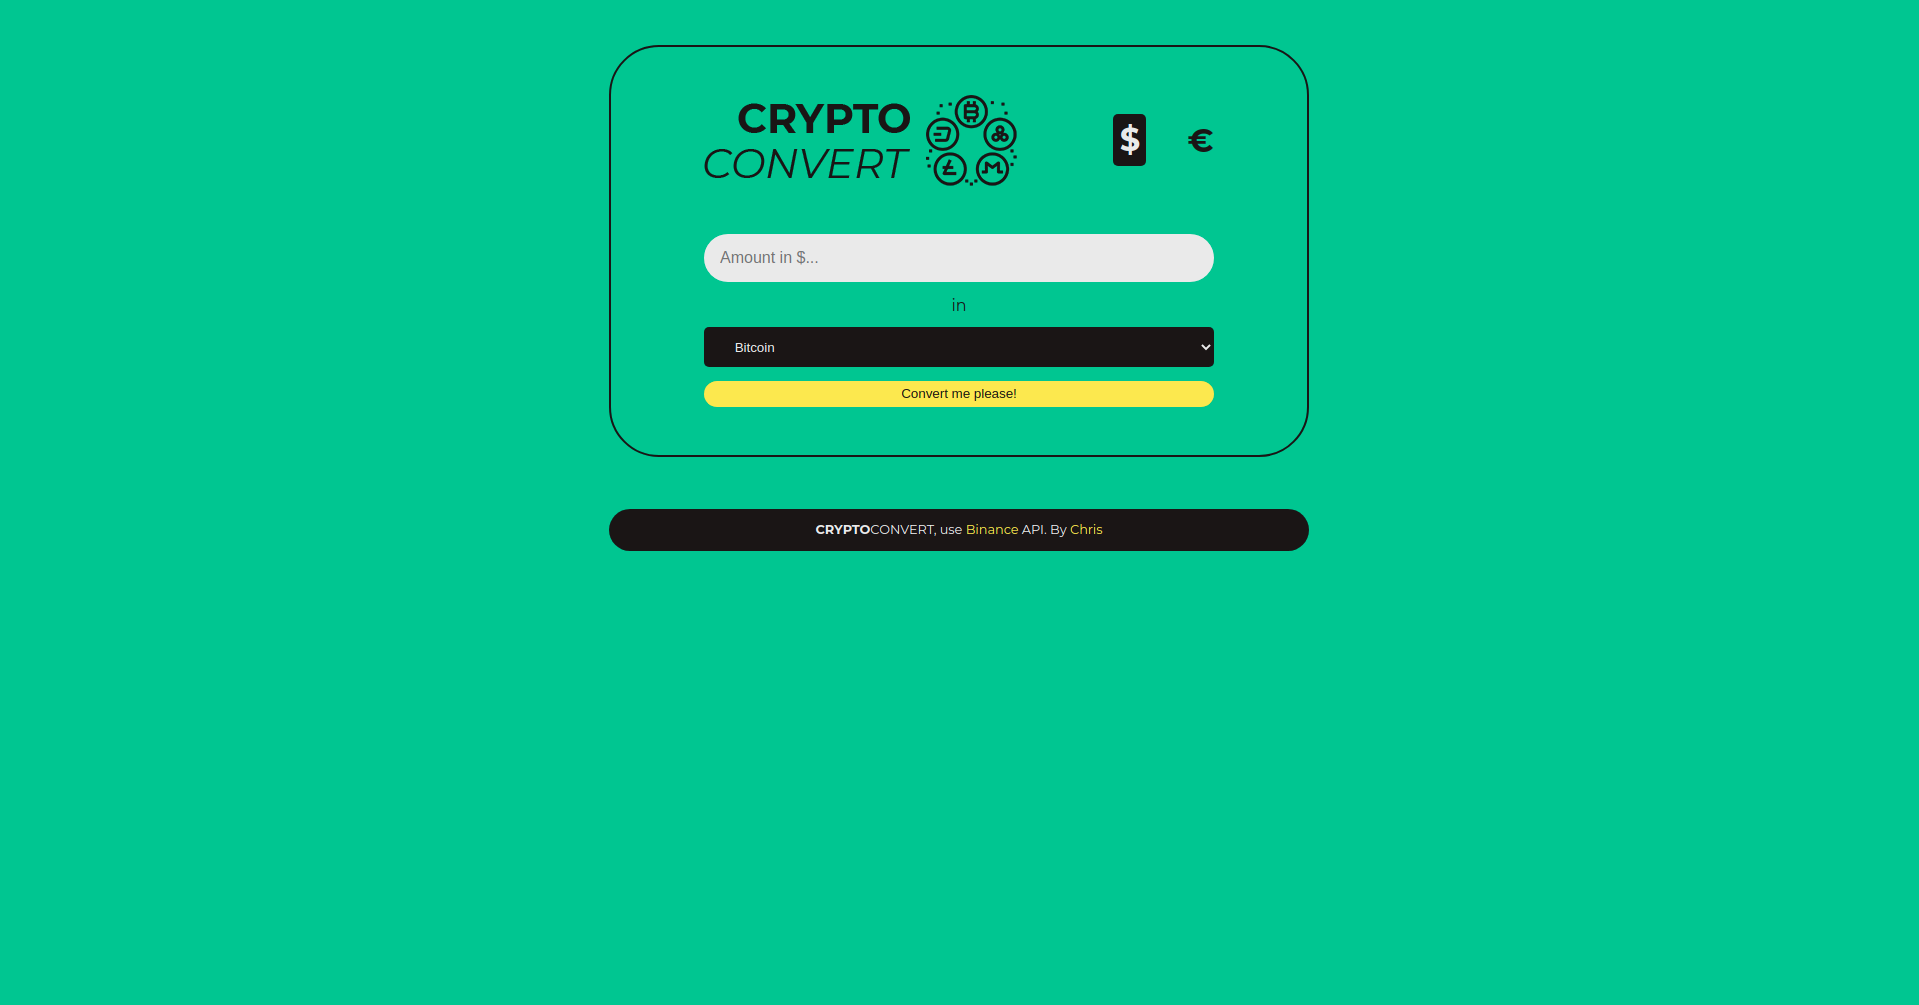 CRYPTO
CONVERT
$ €
Amount in $...
in
Bitcoin
Convert me please!
CRYPTOCONVERT, use Binance API. By Chris